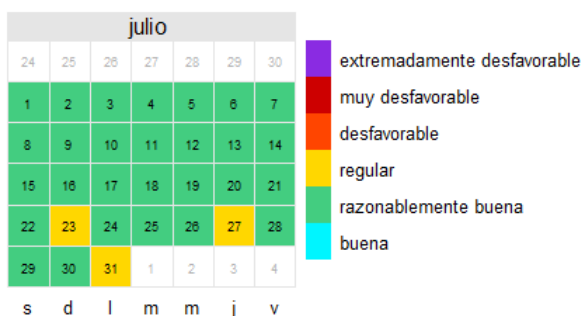 julio
24 25 26 27 28 29 30
1 2 3 4 5 6 7
8 9 10 11 12 13 14
15 16 17 18 19 20 21
22 23 24 25 26 27 28
29 30 31 1 2 3 4
s d l m m j v
extremadamente desfavorable
muy desfavorable
desfavorable
regular
razonablemente buena
buena